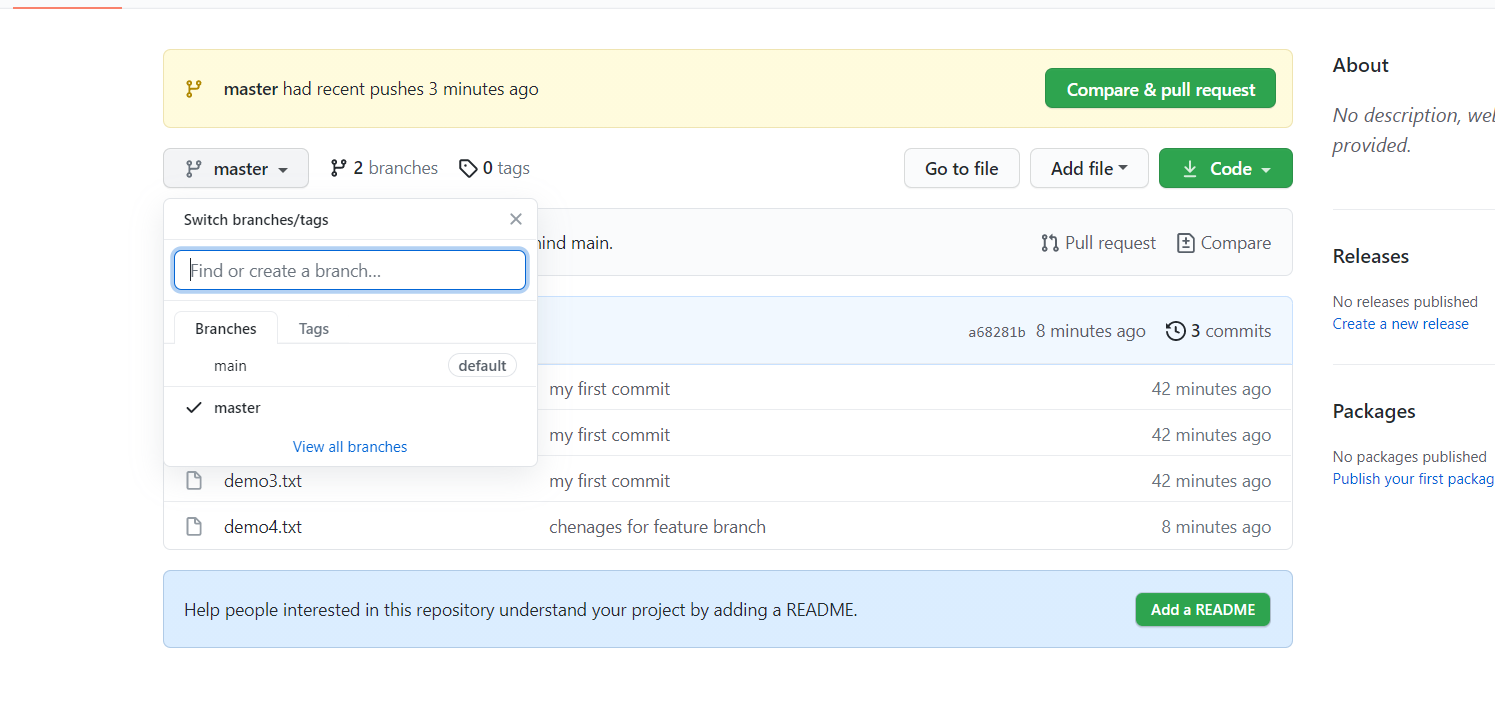 master had recent pushes 3 minutes ago
Compare & pull request
About
No description, wel
provided.
master
2 branches
0 tags
Go to file
Add file
Code
Switch branches/tags
Find or create a branch...
Branches
Tags
main
default
master
View all branches
hind main.
Pull request
Compare
a68281b 8 minutes ago
3 commits
my first commit
42 minutes ago
my first commit
42 minutes ago
demo3.txt
my first commit
42 minutes ago
demo4.txt
chenages for feature branch
8 minutes ago
Help people interested in this repository understand your project by adding a README.
Add a README
Releases
No releases published
Create a new release
Packages
No packages published
Publish your first packag